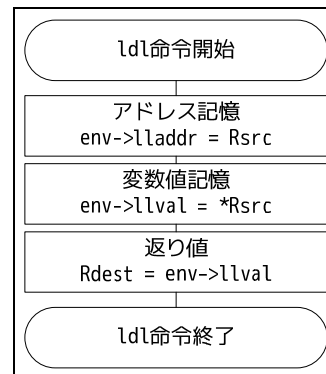 ldl命令開始
アドレス記憶
env->lladdr = Rsrc
変数値記憶
env->llval = *Rsrc
返り値
Rdest = env->llval
ldl命令終了